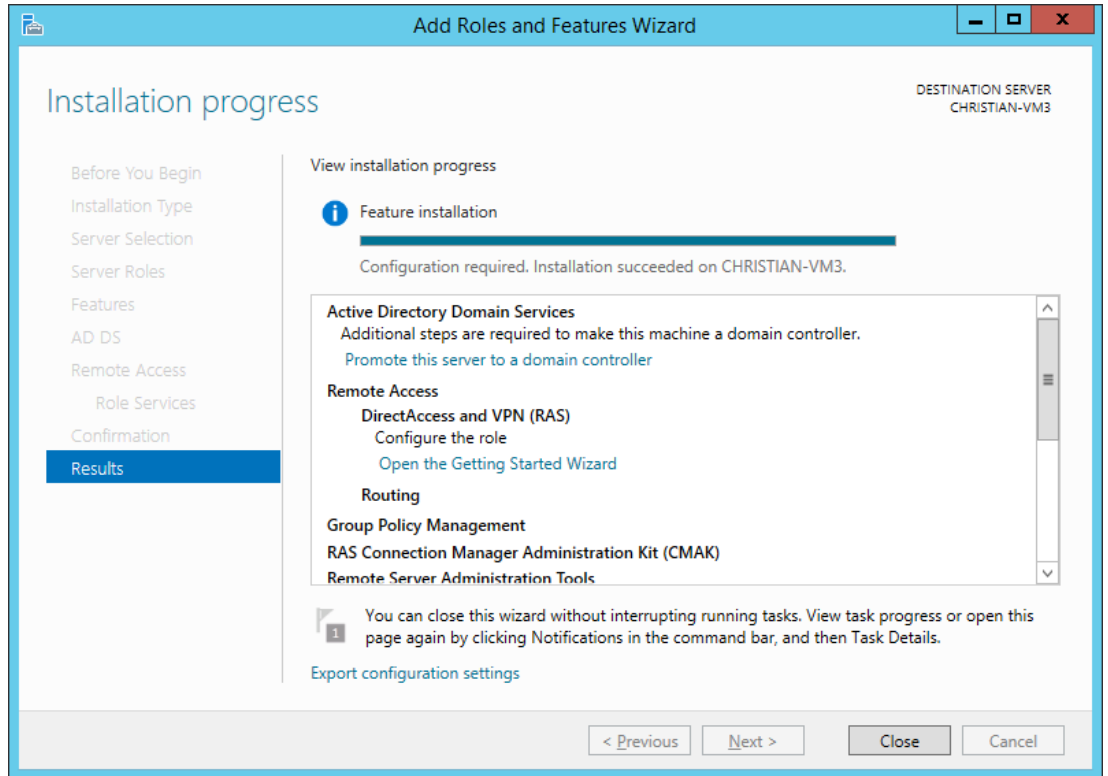 Add Roles and Features Wizard
Installation progress
DESTINATION SERVER
CHRISTIAN-VM3
Before You Begin
Installation Type
Server Selection
Server Roles
Features
AD DS
Remote Access
Role Services
Confirmation
Results
View installation progress
Feature installation
Configuration required. Installation succeeded on CHRISTIAN-VM3.
Active Directory Domain Services
Additional steps are required to make this machine a domain controller.
Promote this server to a domain controller
Remote Access
DirectAccess and VPN (RAS)
Configure the role
Open the Getting Started Wizard
Routing
Group Policy Management
RAS Connection Manager Administration Kit (CMAK)
Remote Server Administration Tools
1
You can close this wizard without interrupting running tasks. View task progress or open this
page again by clicking Notifications in the command bar, and then Task Details.
Export configuration settings
< Previous
Next >
Close
Cancel